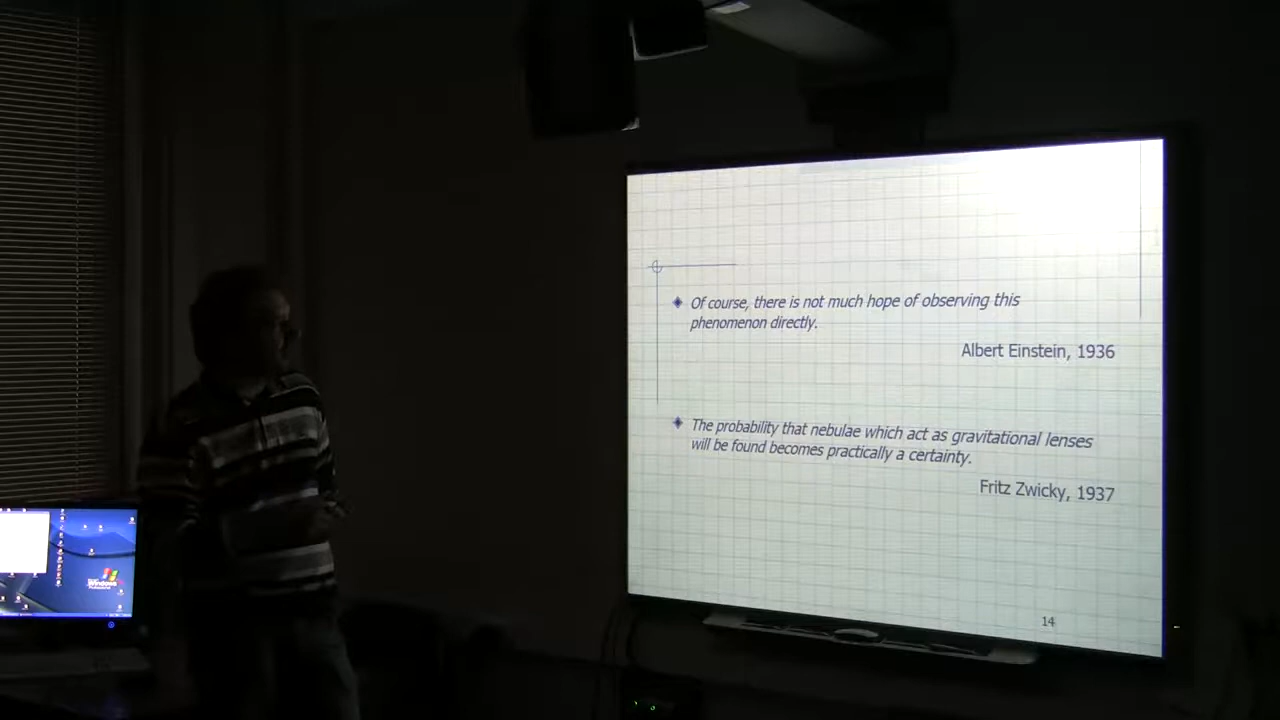 Of course, there is not much hope of observing this
phenomenon directly.
Albert Einstein, 1936
The probability that nebulae which act as gravitational lenses
will be found becomes practically a certainty.
Fritz Zwicky, 1937
14
Windows